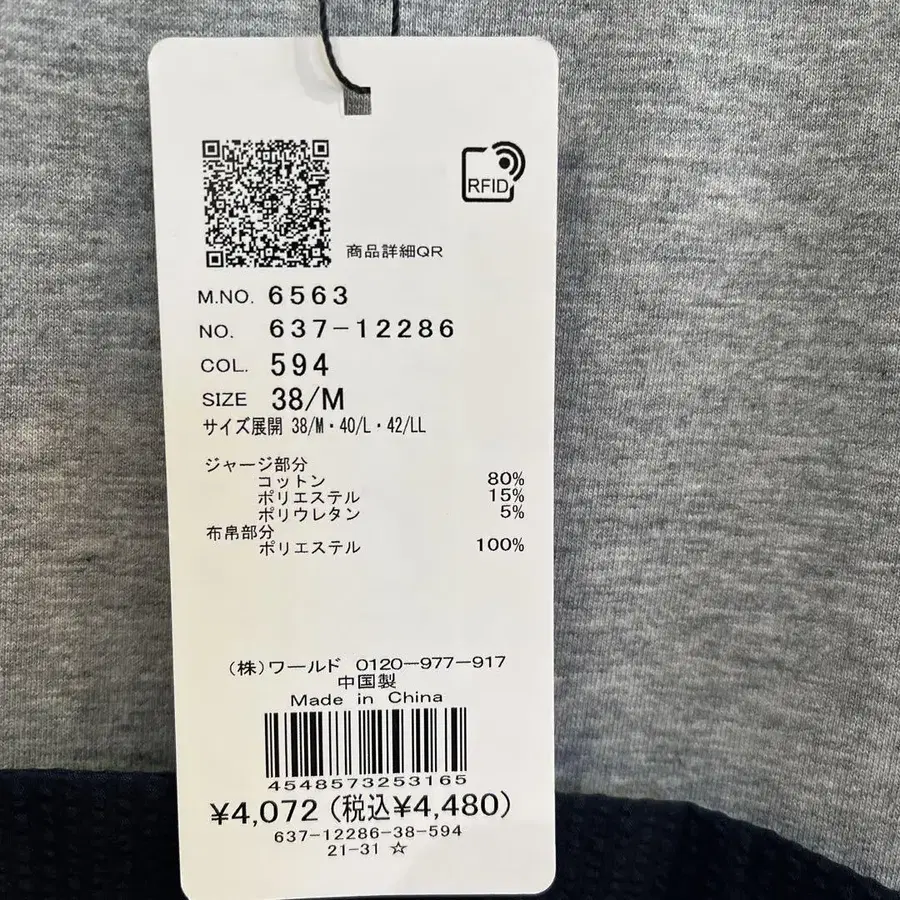 RFID
商品詳細QR
M.NO. 6563
NO. 637-12286
COL. 594
SIZE 38/M
サイズ展開 38/M・40/L・42/LL
ジャージ部分
コットン 80%
ポリエステル 15%
ポリウレタン 5%
布帛部分
ポリエステル 100%
(株)ワールド 0120-977-917
中国製
Made in China
4548573253165
¥4,072 (税込¥4,480)
637-12286-38-594
21-31 ☆